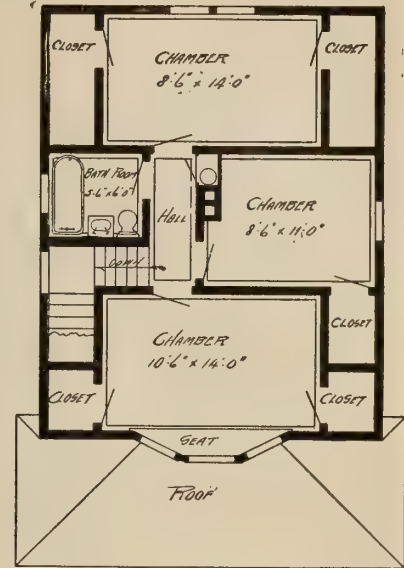 CLOSET
CHAMBER
8'-6" x 14'-0"
CLOSET
BATH ROOM
5'-6" x 6'-0"
HALL
CHAMBER
8'-6" x 11'-0"
DOWN
CHAMBER
10'-6" x 14'-0"
CLOSET
CLOSET
CLOSET
SEAT
ROOF